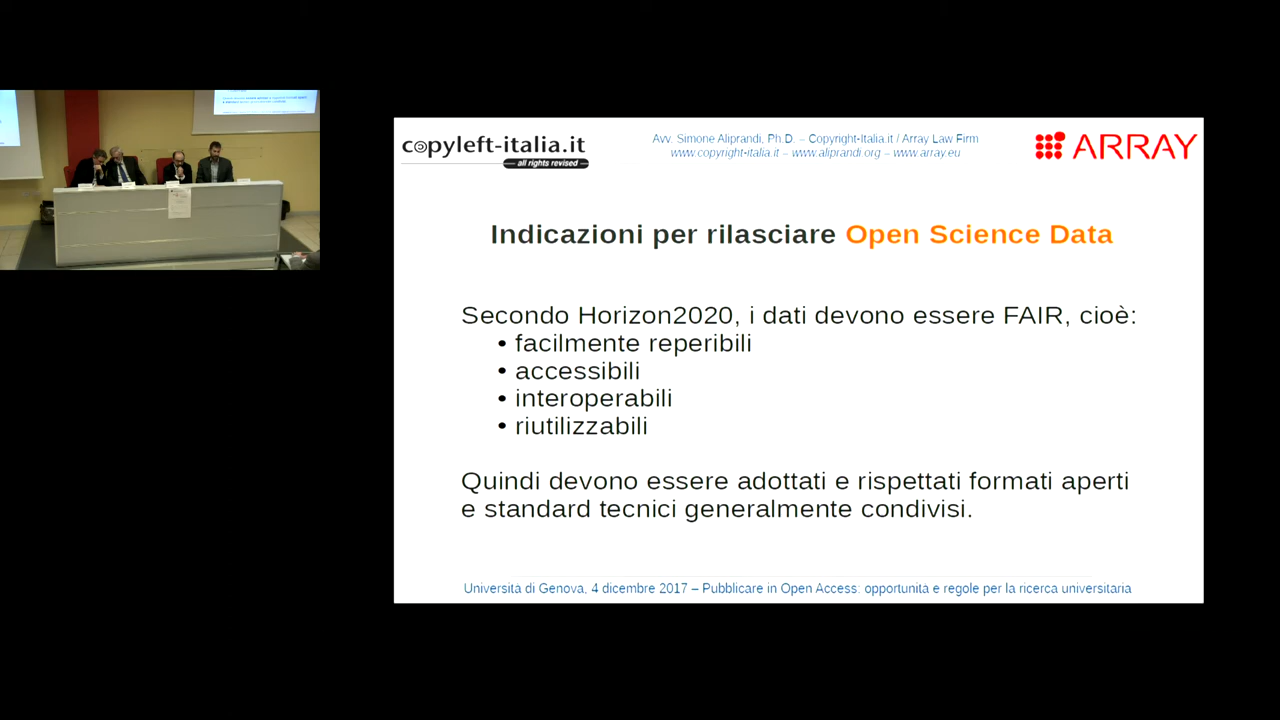 copyleft-italia.it
all rights revised
Avv. Simone Aliprandi, Ph.D. – Copyright-Italia.it / Array Law Firm
www.copyright-italia.it – www.aliprandi.org – www.array.eu
ARRAY
Indicazioni per rilasciare Open Science Data
Secondo Horizon2020, i dati devono essere FAIR, cioè:
• facilmente reperibili
• accessibili
• interoperabili
• riutilizzabili
Quindi devono essere adottati e rispettati formati aperti
e standard tecnici generalmente condivisi.
Università di Genova, 4 dicembre 2017 – Pubblicare in Open Access: opportunità e regole per la ricerca universitaria